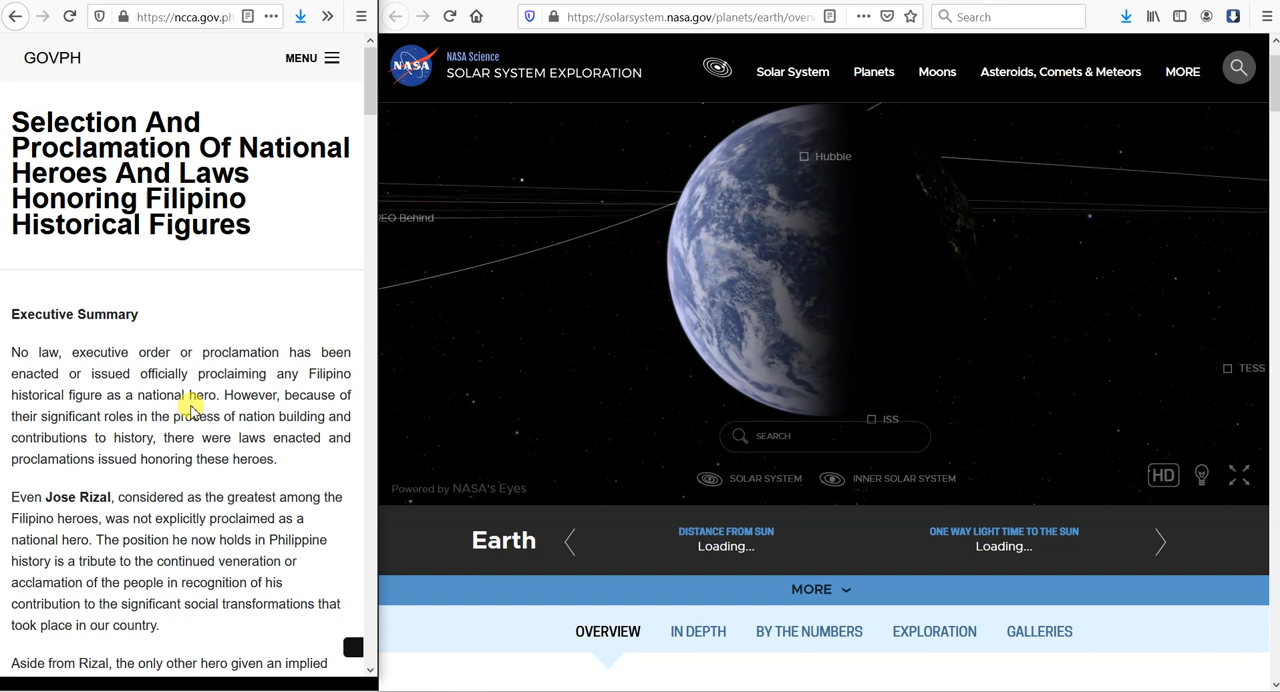 https://ncca.gov.ph
GOVPH
MENU
Selection And
Proclamation Of National
Heroes And Laws
Honoring Filipino
Historical Figures
Executive Summary
No law, executive order or proclamation has been
enacted or issued officially proclaiming any Filipino
historical figure as a national hero. However, because of
their significant roles in the process of nation building and
contributions to history, there were laws enacted and
proclamations issued honoring these heroes.
Even Jose Rizal, considered as the greatest among the
Filipino heroes, was not explicitly proclaimed as a
national hero. The position he now holds in Philippine
history is a tribute to the continued veneration or
acclamation of the people in recognition of his
contribution to the significant social transformations that
took place in our country.
Aside from Rizal, the only other hero given an implied
https://solarsystem.nasa.gov/planets/earth/over
Search
NASA
NASA Science
SOLAR SYSTEM EXPLORATION
Solar System
Planets
Moons
Asteroids, Comets & Meteors
MORE
Hubble
EO Behind
TESS
ISS
SEARCH
SOLAR SYSTEM
INNER SOLAR SYSTEM
HD
Powered by NASA's Eyes
Earth
DISTANCE FROM SUN
Loading...
ONE WAY LIGHT TIME TO THE SUN
Loading...
MORE
OVERVIEW
IN DEPTH
BY THE NUMBERS
EXPLORATION
GALLERIES